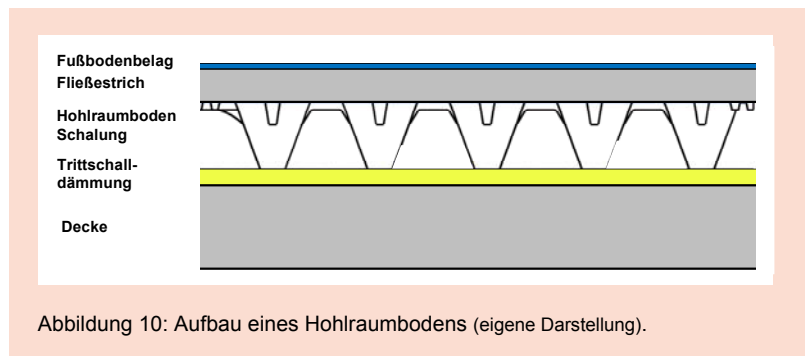 Fußbodenbelag
Fließestrich
Hohlraumboden
Schalung
Trittschall-
dämmung
Decke
Abbildung 10: Aufbau eines Hohlraumbodens (eigene Darstellung).